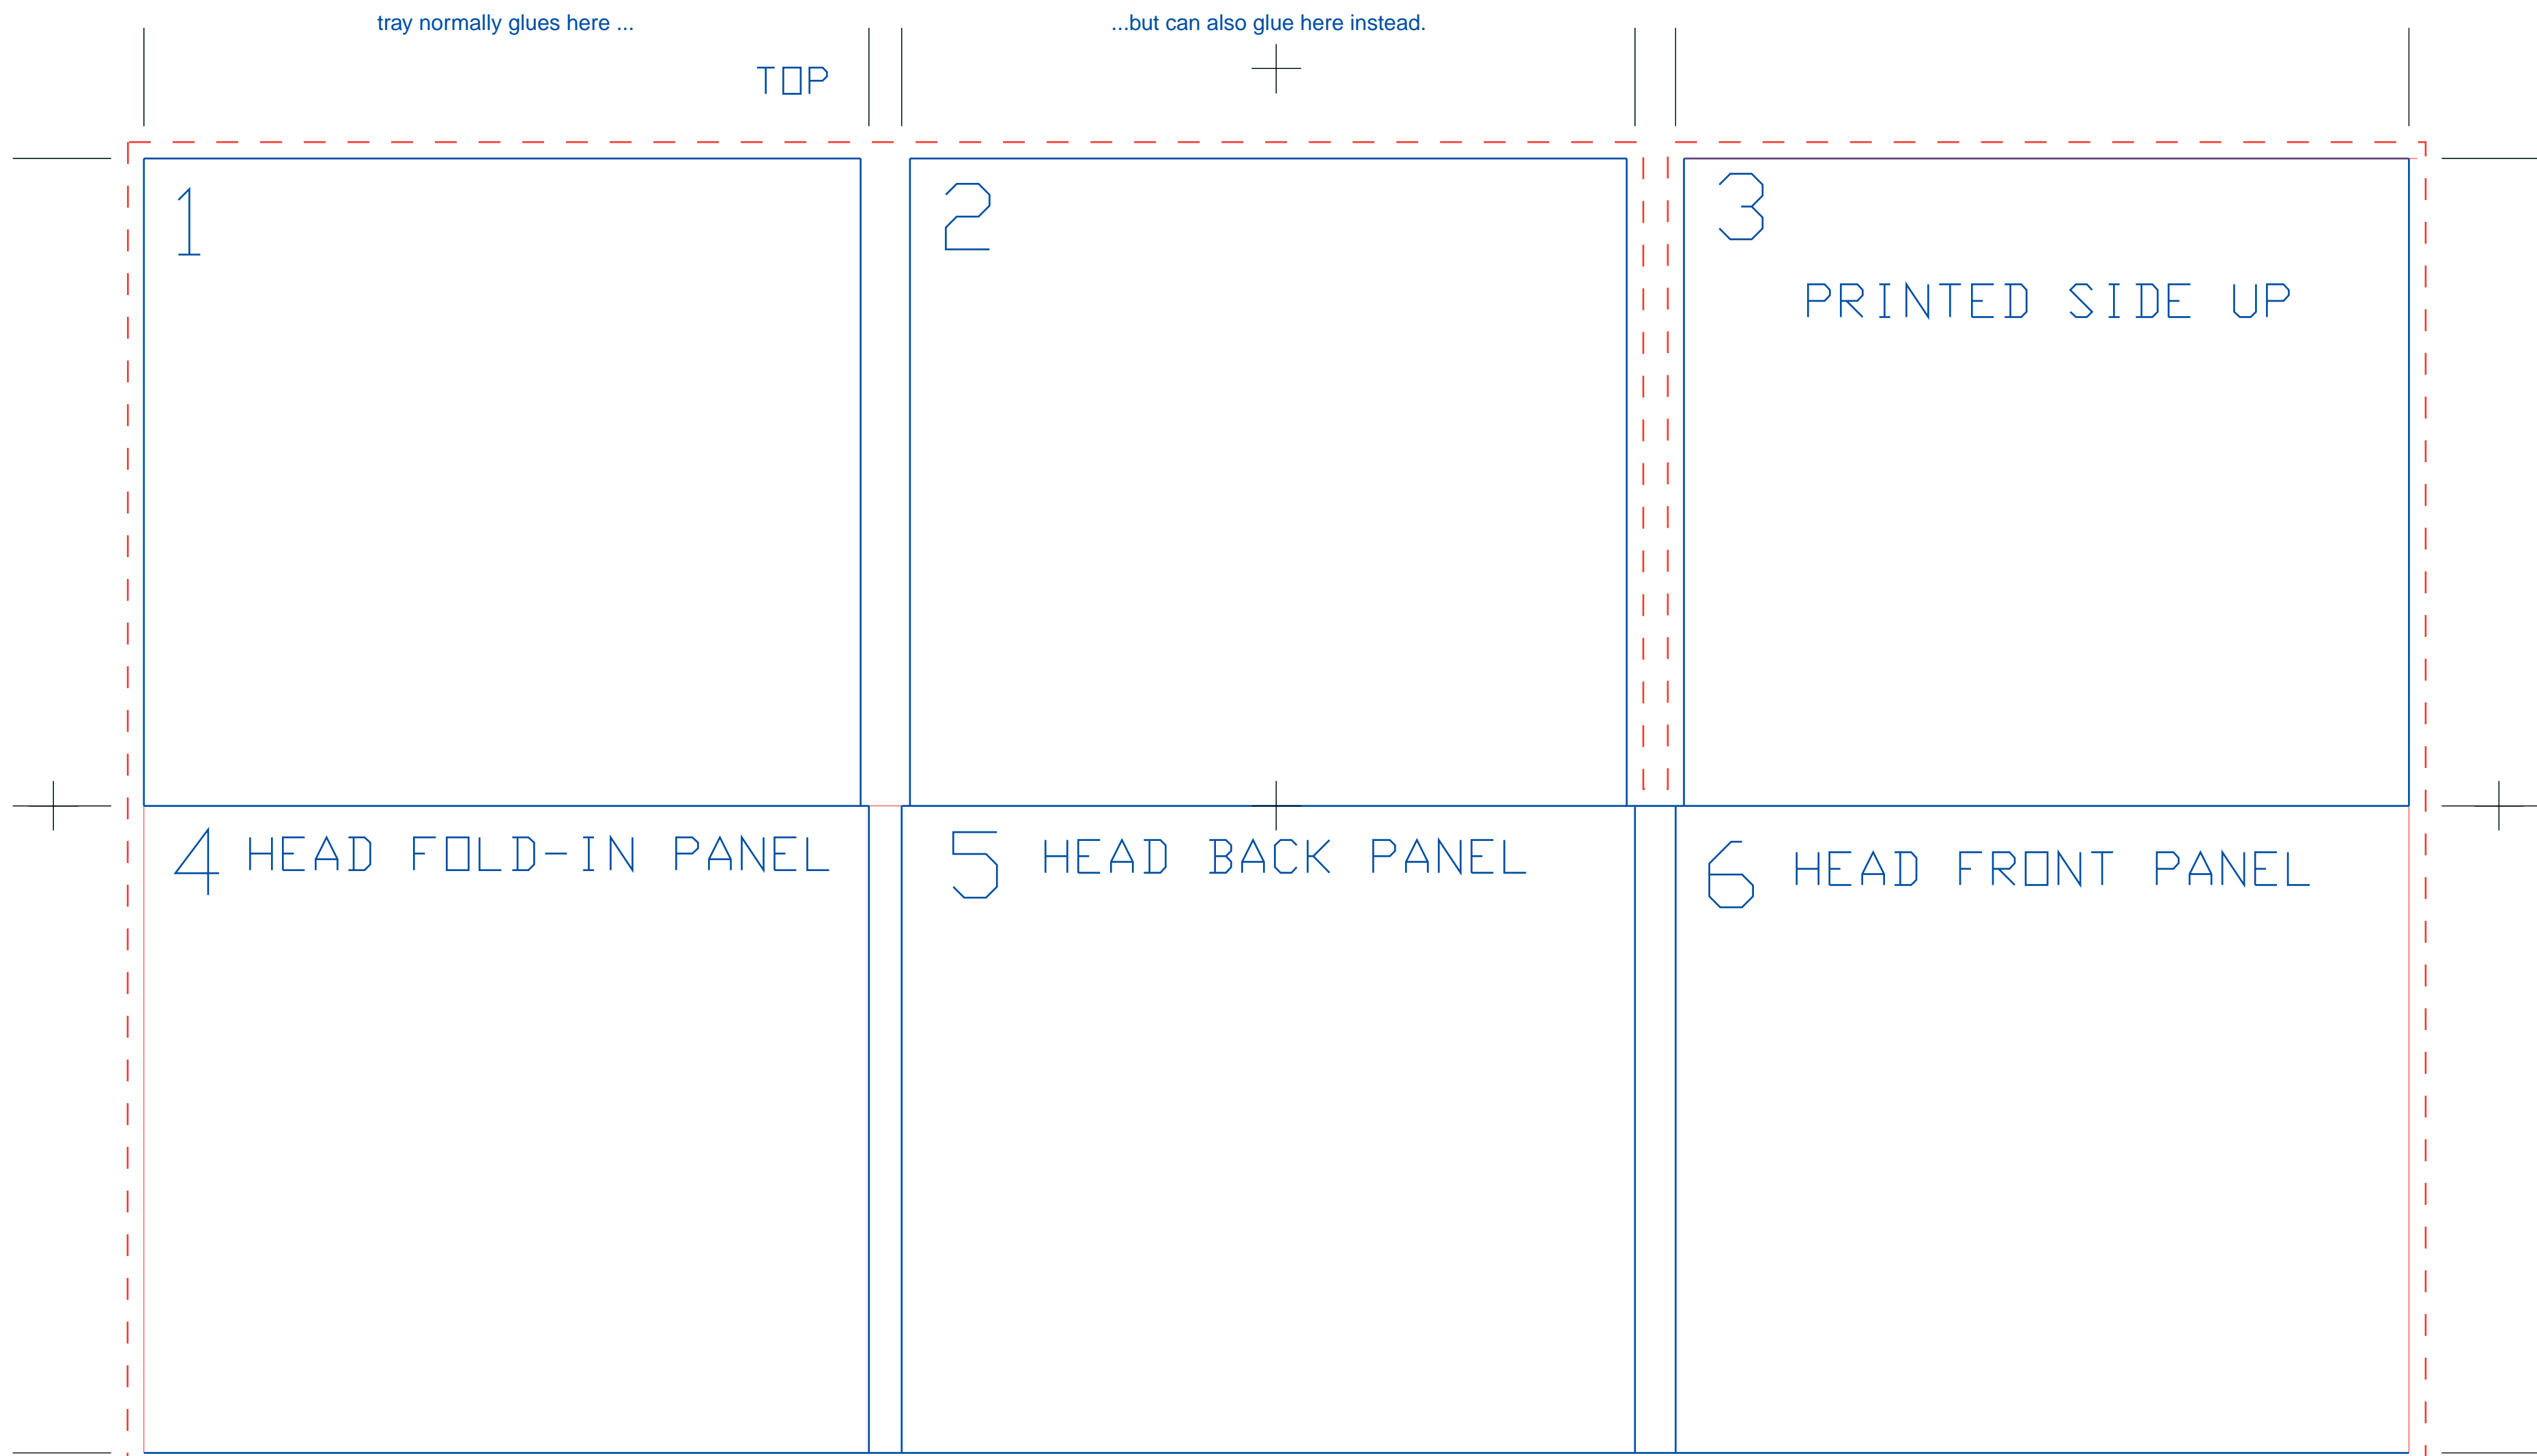 tray normally glues here ...
...but can also glue here instead.
TOP
1
2
3
PRINTED SIDE UP
4 HEAD FOLD-IN PANEL
5 HEAD BACK PANEL
6 HEAD FRONT PANEL